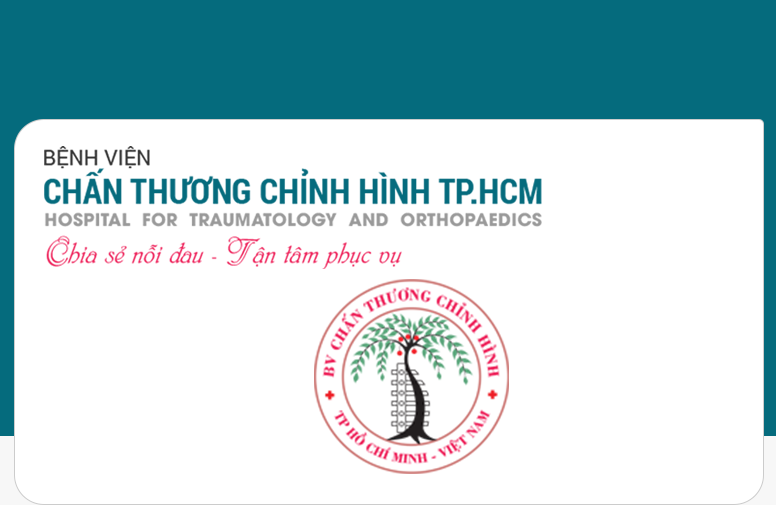 BỆNH VIỆN
CHẤN THƯƠNG CHỈNH HÌNH TP.HCM
HOSPITAL FOR TRAUMATOLOGY AND ORTHOPAEDICS
Chia sẻ nỗi đau - Tận tâm phục vụ
BV CHẤN THƯƠNG CHỈNH HÌNH
TP HỒ CHÍ MINH - VIỆT NAM